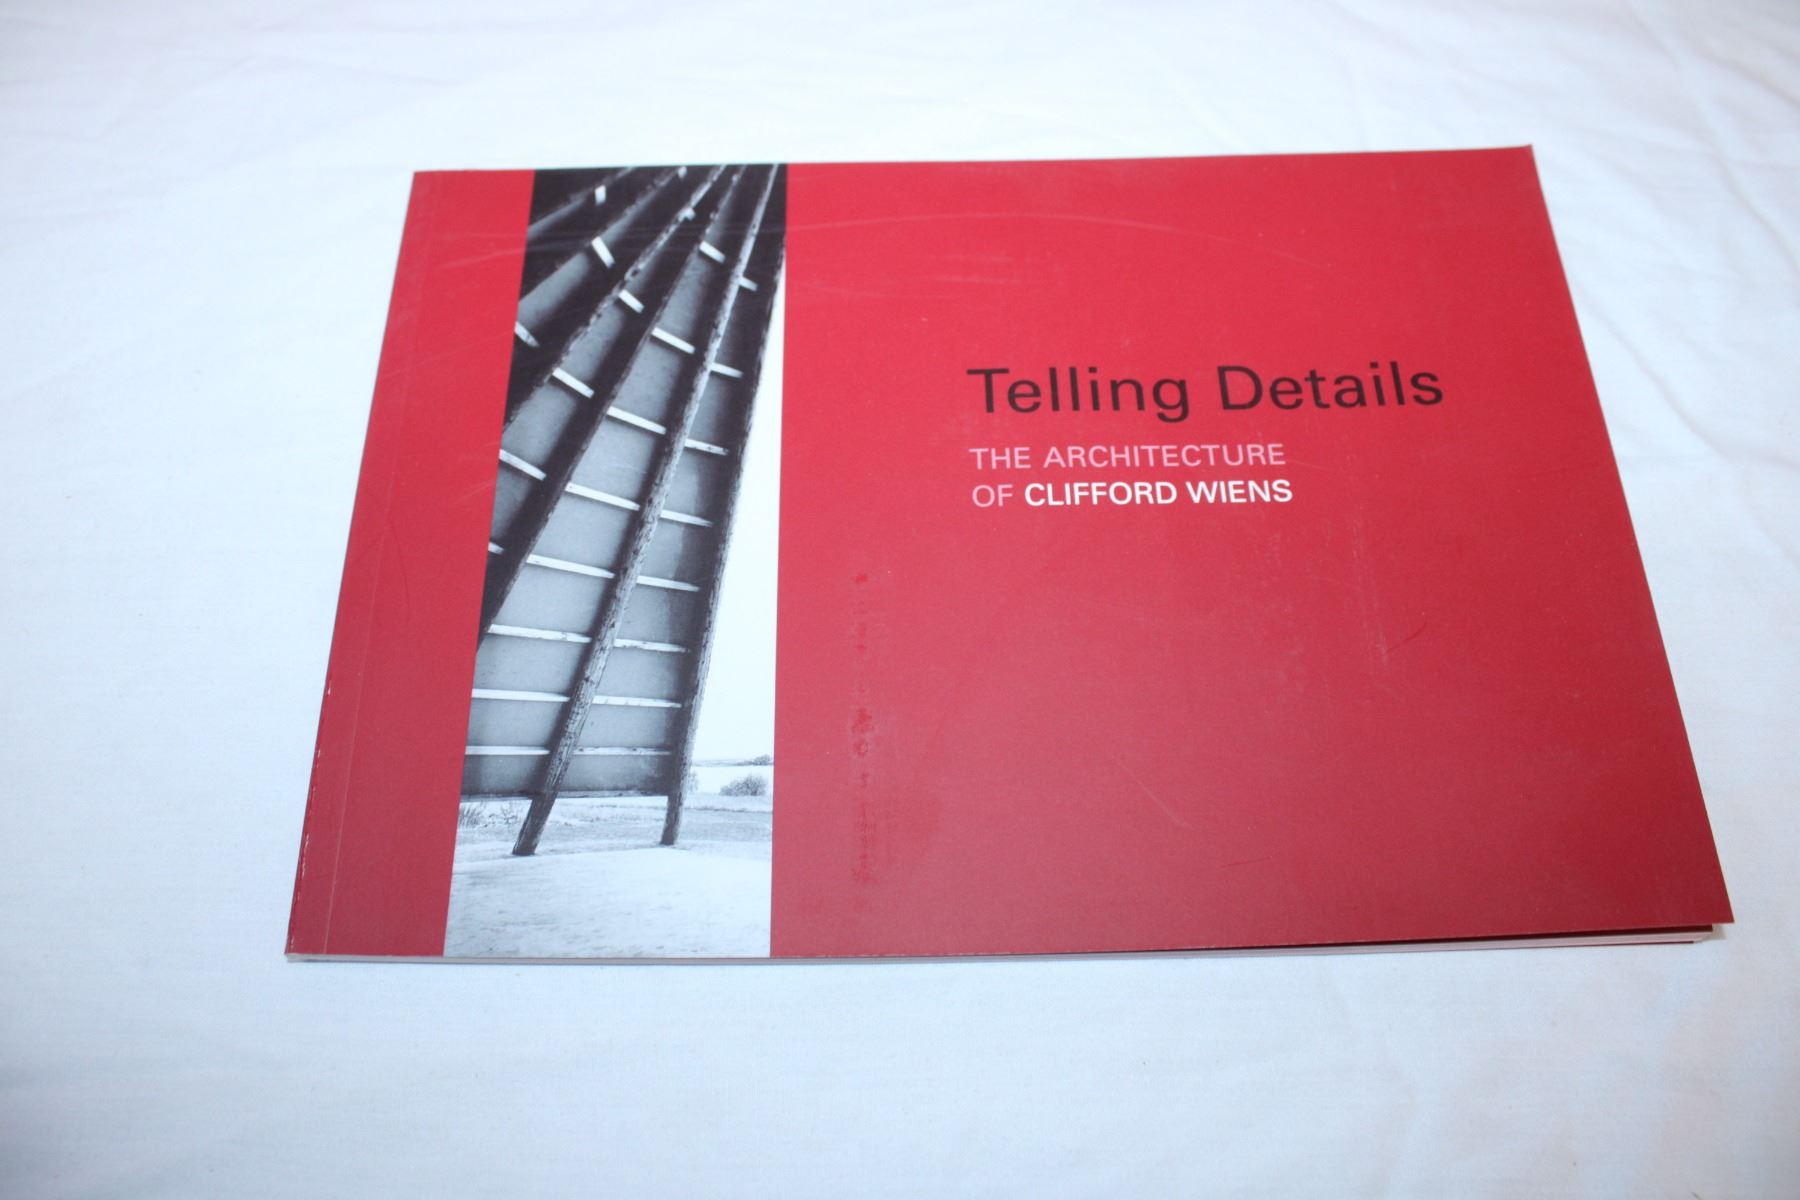 Telling Details
THE ARCHITECTURE
OF CLIFFORD WIENS